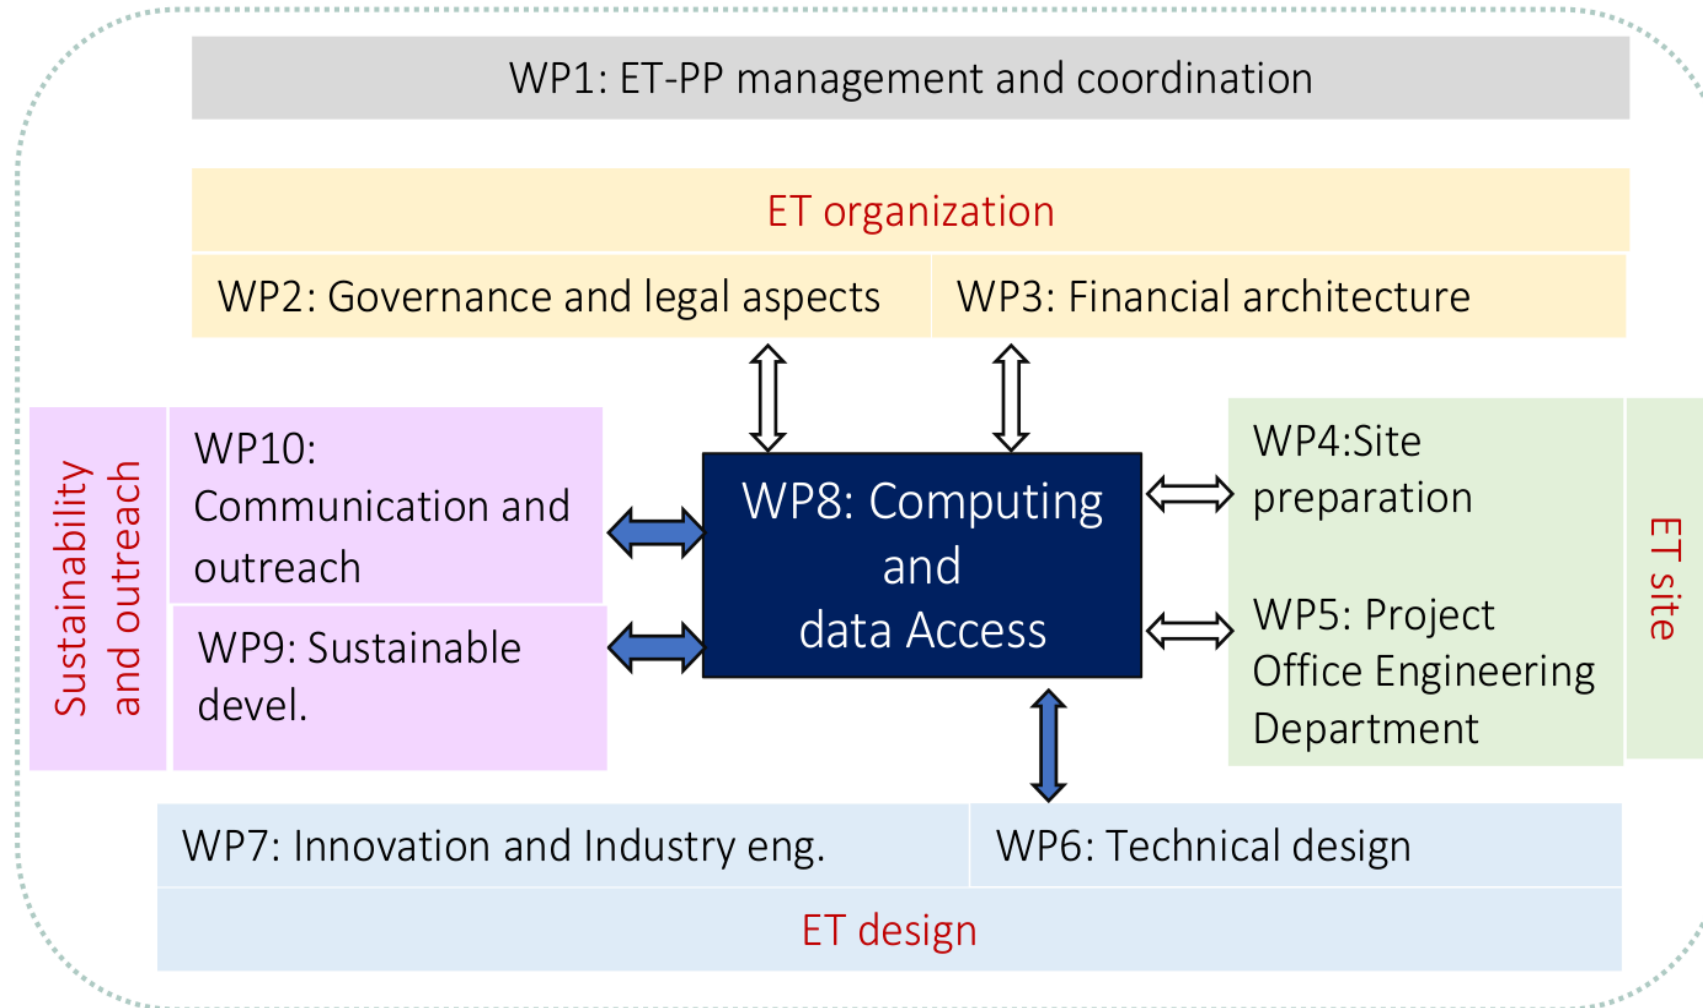 WP1: ET-PP management and coordination
ET organization
WP2: Governance and legal aspects
WP3: Financial architecture
Sustainability
and outreach
WP10:
Communication and
outreach
WP9: Sustainable
devel.
WP8: Computing
and
data Access
WP4:Site
preparation
WP5: Project
Office Engineering
Department
ET site
WP7: Innovation and Industry eng.
WP6: Technical design
ET design